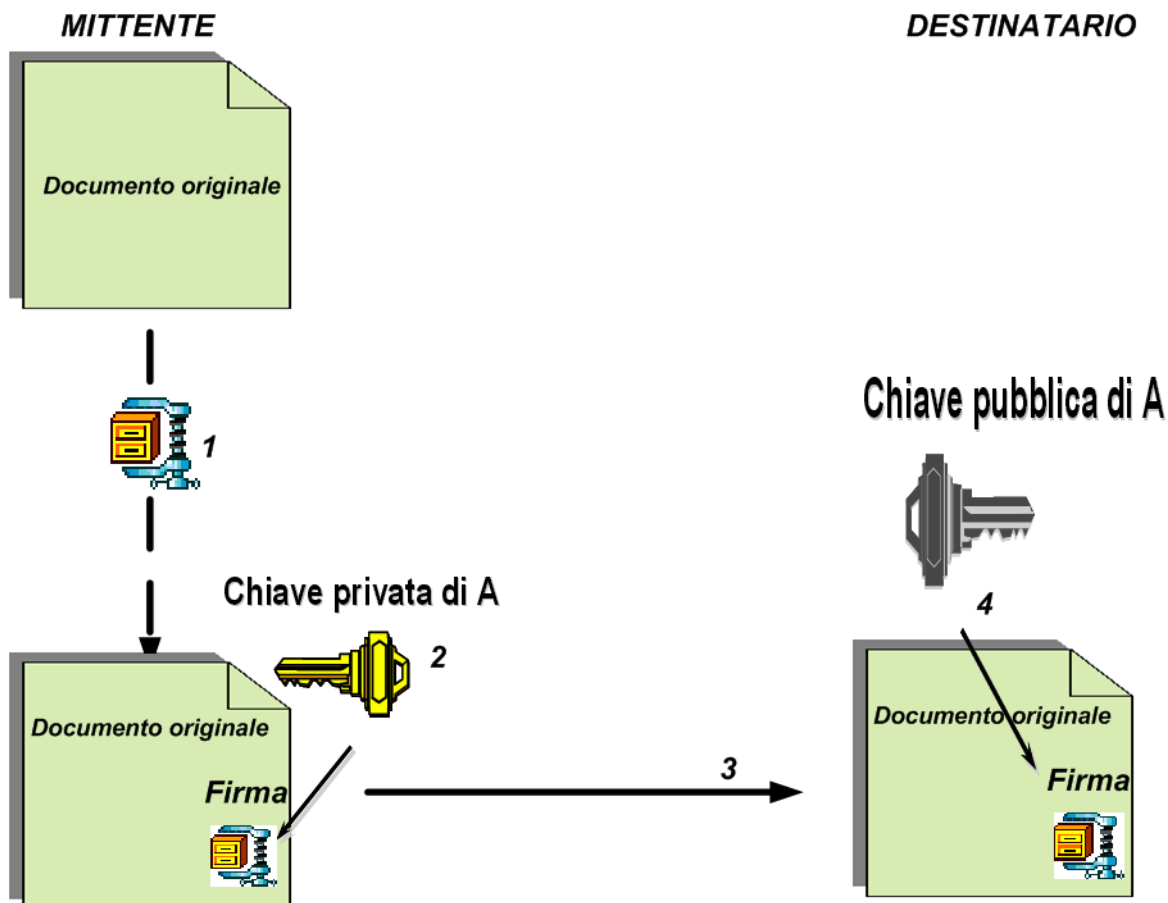 MITTENTE
DESTINATARIO
Documento originale
1
Chiave pubblica di A
Chiave privata di A
2
4
Documento originale
Firma
3
Documento originale
Firma